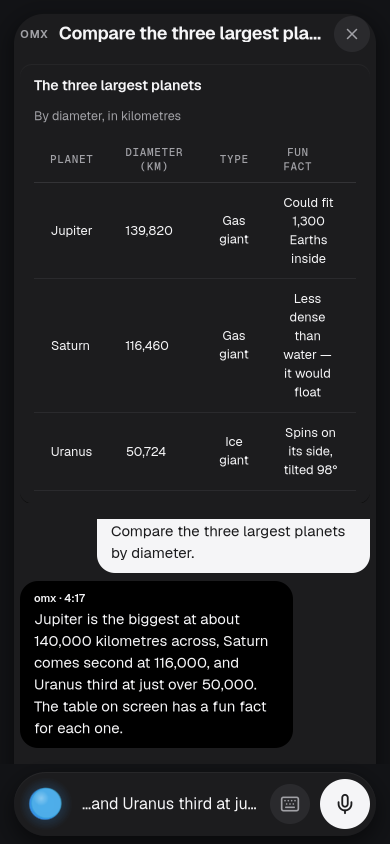 OMX Compare the three largest pla...
The three largest planets
By diameter, in kilometres
PLANET DIAMETER (KM) TYPE FUN FACT
Jupiter 139,820 Gas giant Could fit 1,300 Earths inside
Saturn 116,460 Gas giant Less dense than water — it would float
Uranus 50,724 Ice giant Spins on its side, tilted 98°
Compare the three largest planets
by diameter.
omx · 4:17
Jupiter is the biggest at about
140,000 kilometres across, Saturn
comes second at 116,000, and
Uranus third at just over 50,000.
The table on screen has a fun fact
for each one.
...and Uranus third at ju...